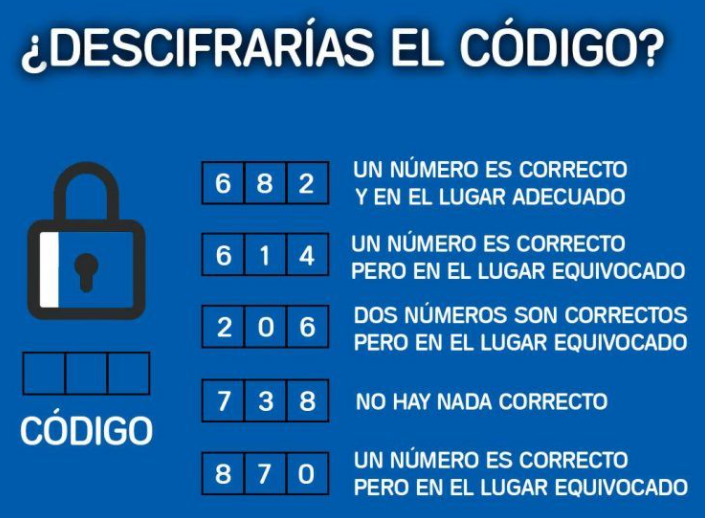 ¿DESCIFRARÍAS EL CÓDIGO?
6 8 2
UN NÚMERO ES CORRECTO
Y EN EL LUGAR ADECUADO
6 1 4
UN NÚMERO ES CORRECTO
PERO EN EL LUGAR EQUIVOCADO
2 0 6
DOS NÚMEROS SON CORRECTOS
PERO EN EL LUGAR EQUIVOCADO
7 3 8
NO HAY NADA CORRECTO
CÓDIGO
8 7 0
UN NÚMERO ES CORRECTO
PERO EN EL LUGAR EQUIVOCADO